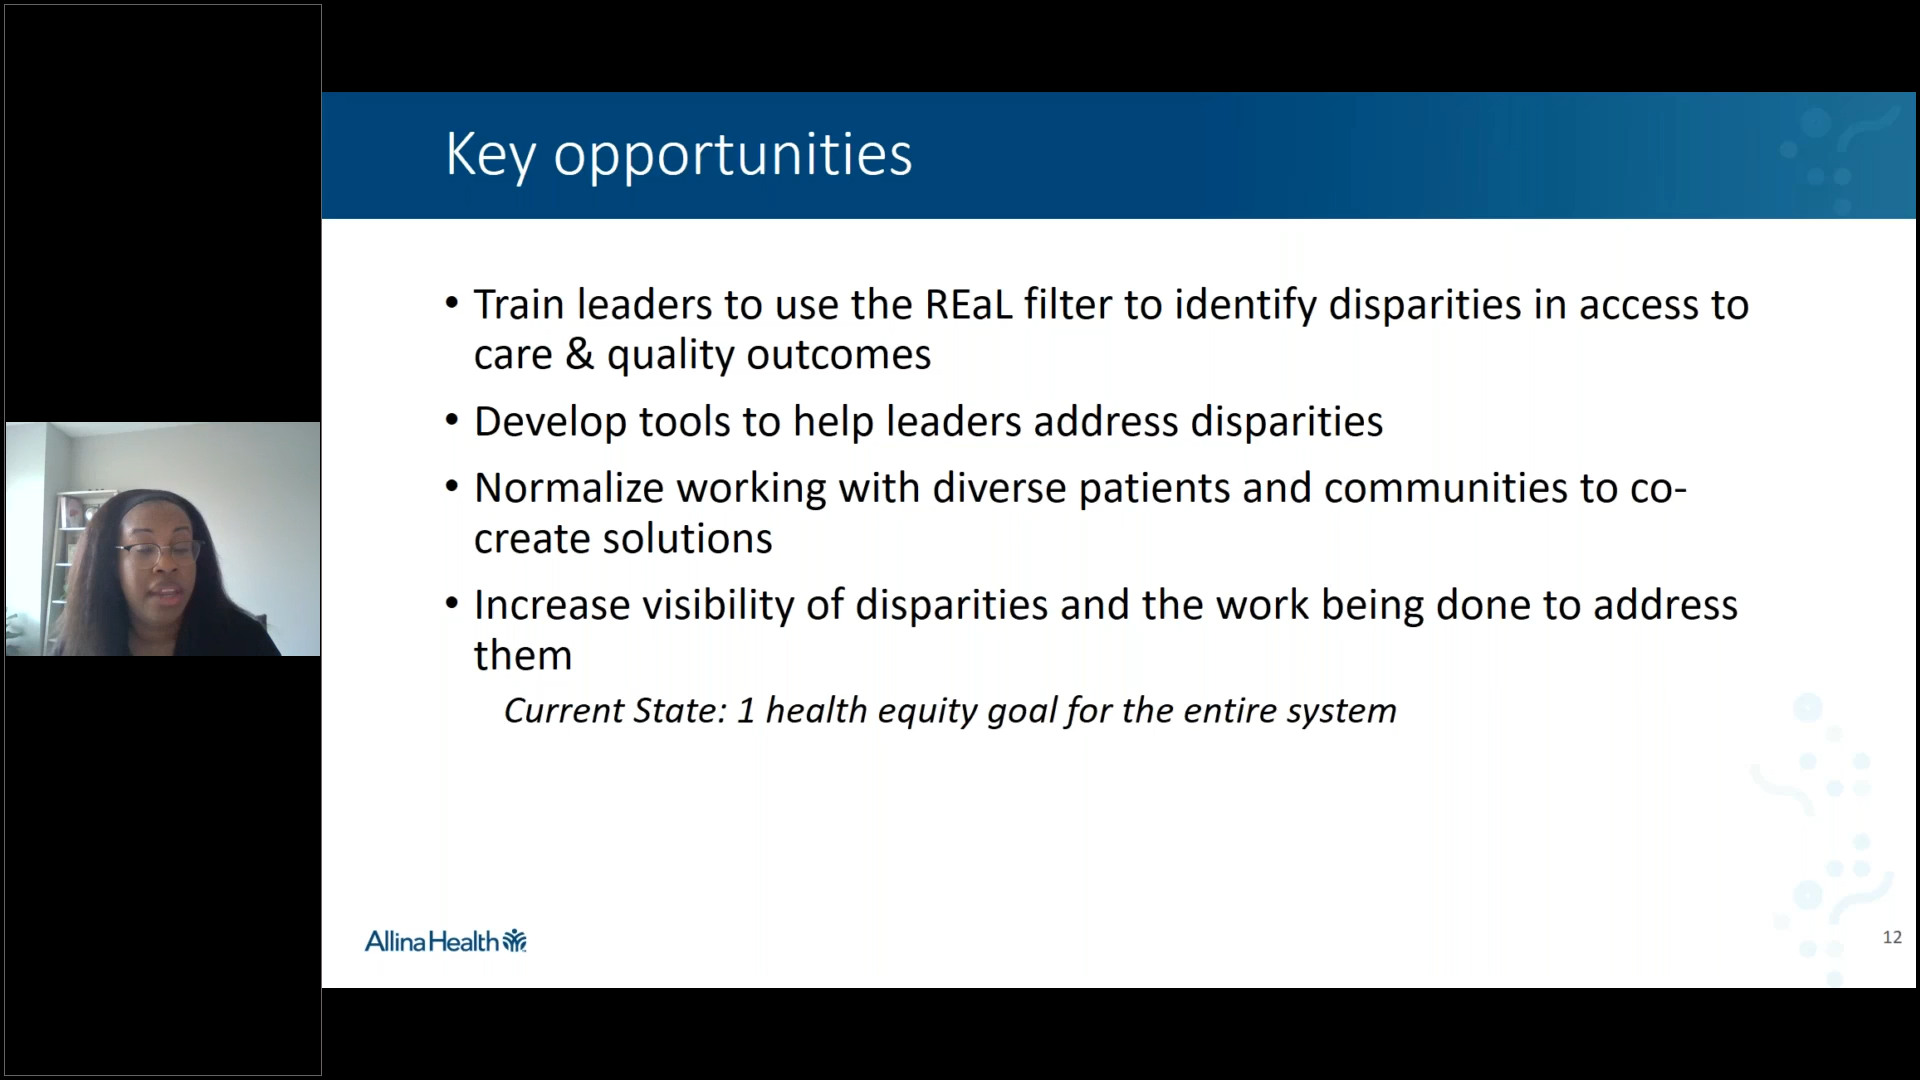 Key opportunities
• Train leaders to use the REaL filter to identify disparities in access to
care & quality outcomes
• Develop tools to help leaders address disparities
• Normalize working with diverse patients and communities to co-
create solutions
• Increase visibility of disparities and the work being done to address
them
Current State: 1 health equity goal for the entire system
Allina Health
12